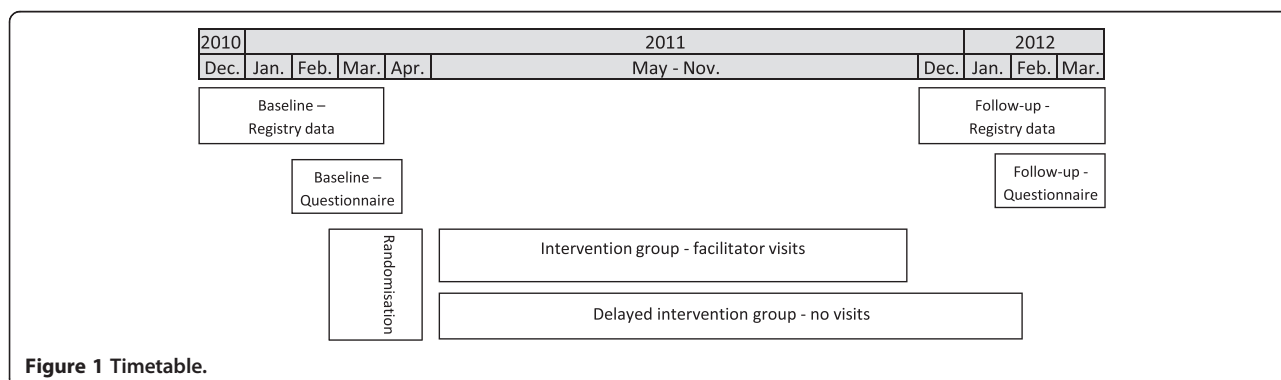 2010 2011 2012
Dec. Jan. Feb. Mar. Apr. May - Nov. Dec. Jan. Feb. Mar.
Baseline –
Registry data
Follow-up -
Registry data
Baseline –
Questionnaire
Follow-up -
Questionnaire
Randomisation
Intervention group - facilitator visits
Delayed intervention group - no visits
Figure 1 Timetable.